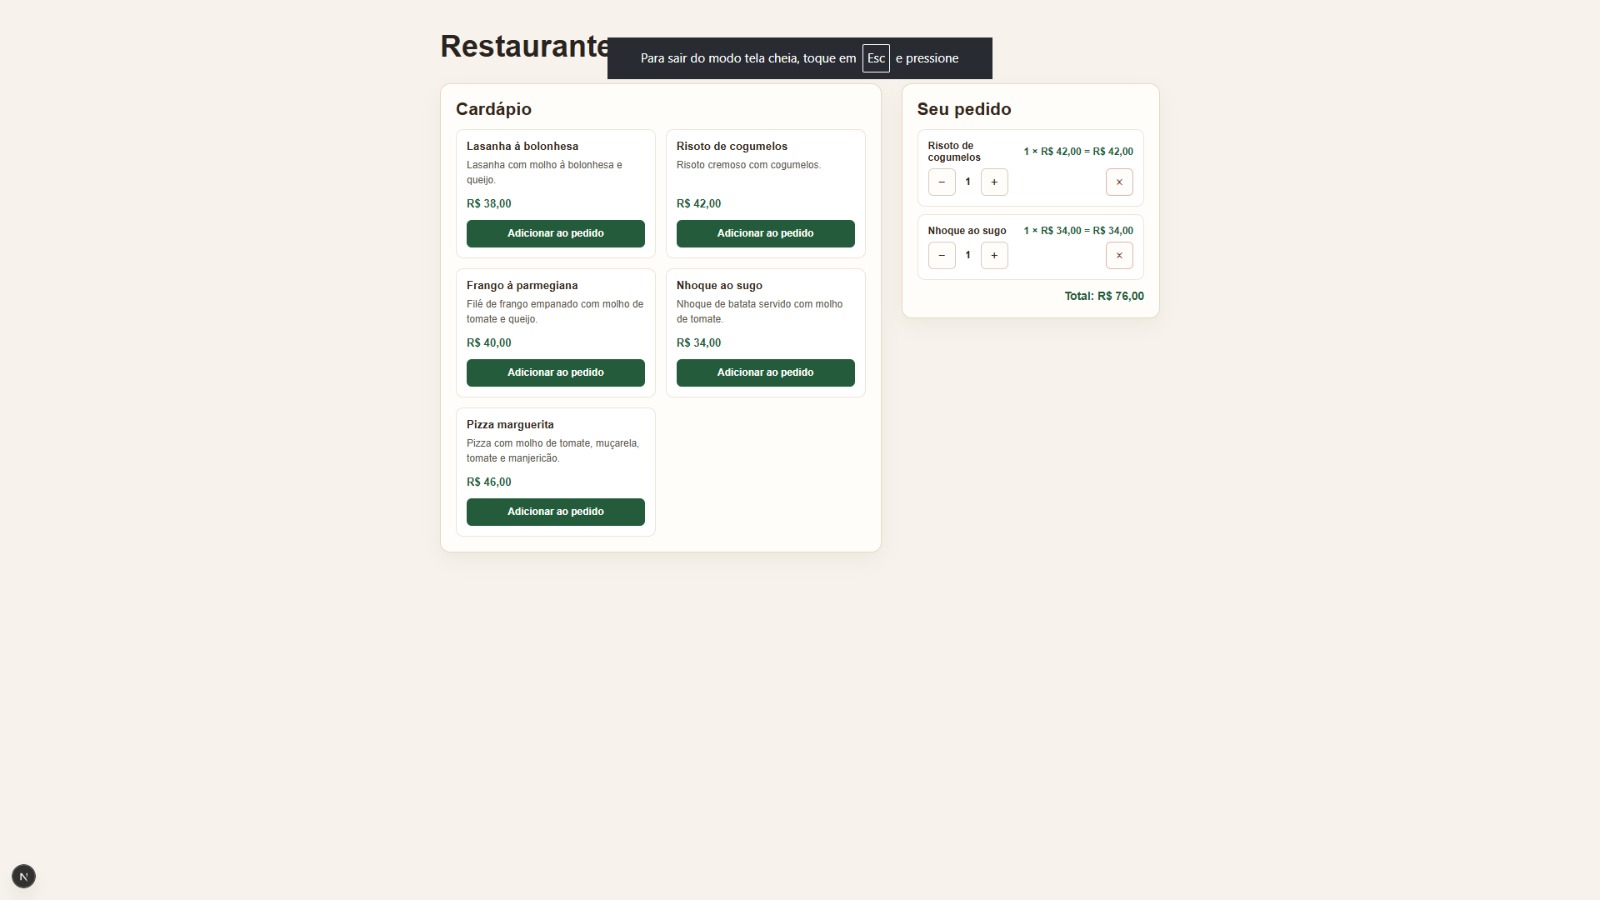 Restaurante
Para sair do modo tela cheia, toque em Esc e pressione
Cardápio
Lasanha à bolonhesa
Lasanha com molho à bolonhesa e
queijo.
R$ 38,00
Adicionar ao pedido
Risoto de cogumelos
Risoto cremoso com cogumelos.
R$ 42,00
Adicionar ao pedido
Frango à parmegiana
Filé de frango empanado com molho de
tomate e queijo.
R$ 40,00
Adicionar ao pedido
Nhoque ao sugo
Nhoque de batata servido com molho
de tomate.
R$ 34,00
Adicionar ao pedido
Pizza marguerita
Pizza com molho de tomate, muçarela,
tomate e manjericão.
R$ 46,00
Adicionar ao pedido
Seu pedido
Risoto de
cogumelos
1 × R$ 42,00 = R$ 42,00
− 1 + ×
Nhoque ao sugo 1 × R$ 34,00 = R$ 34,00
− 1 + ×
Total: R$ 76,00
N